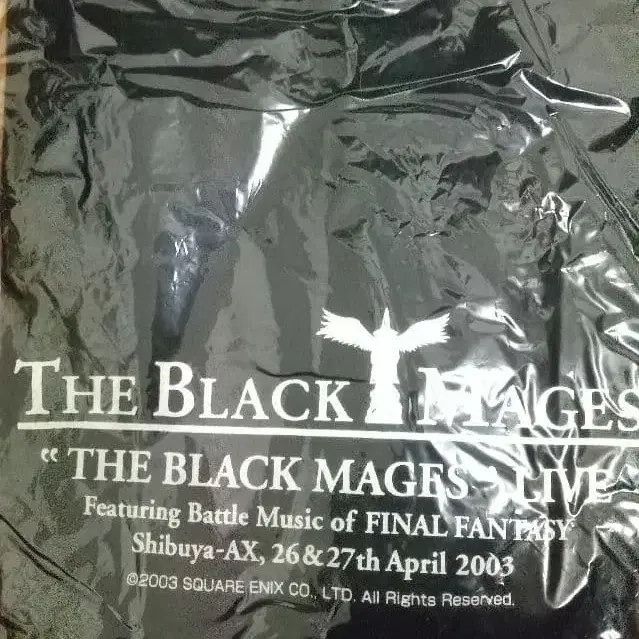 THE BLACK MAGES
“ THE BLACK MAGES ” LIVE
Featuring Battle Music of FINAL FANTASY
Shibuya-AX, 26&27th April 2003
©2003 SQUARE ENIX CO., LTD. All Rights Reserved.